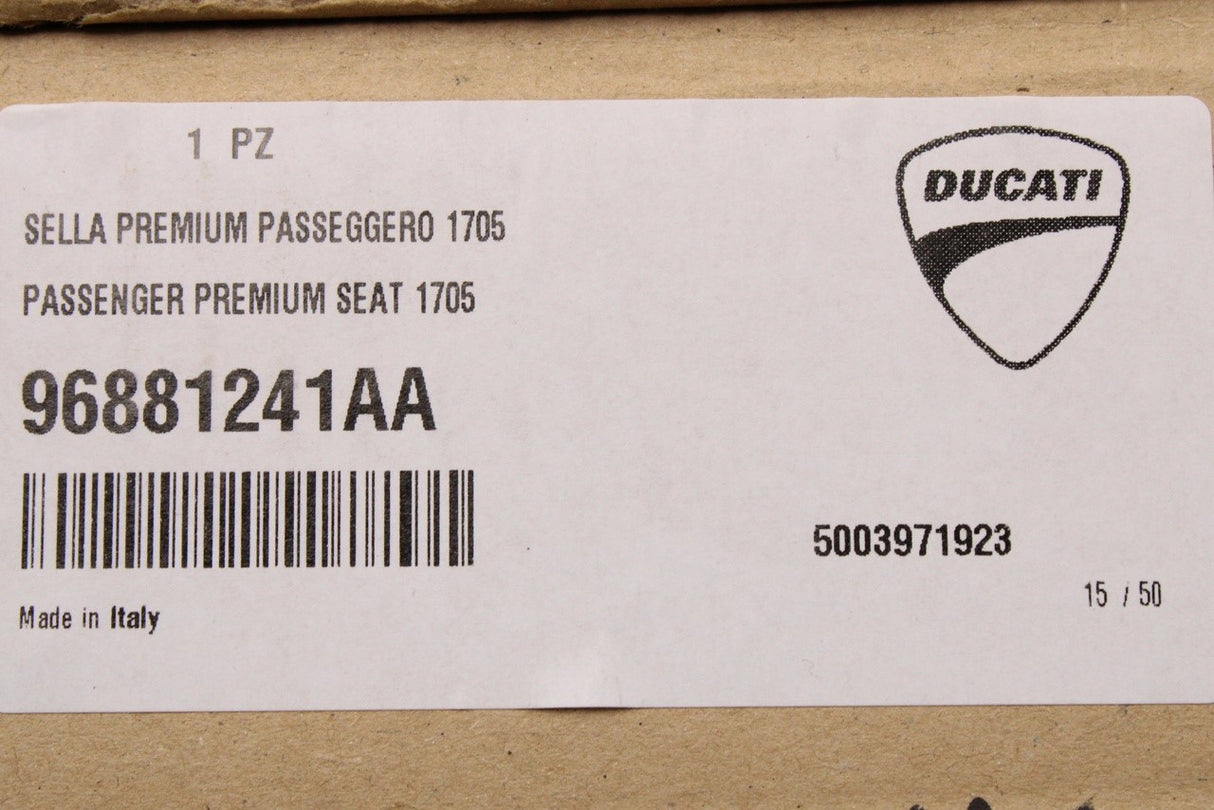 1 PZ
DUCATI
SELLA PREMIUM PASSEGGERO 1705
PASSENGER PREMIUM SEAT 1705
96881241AA
5003971923
15 / 50
Made in Italy